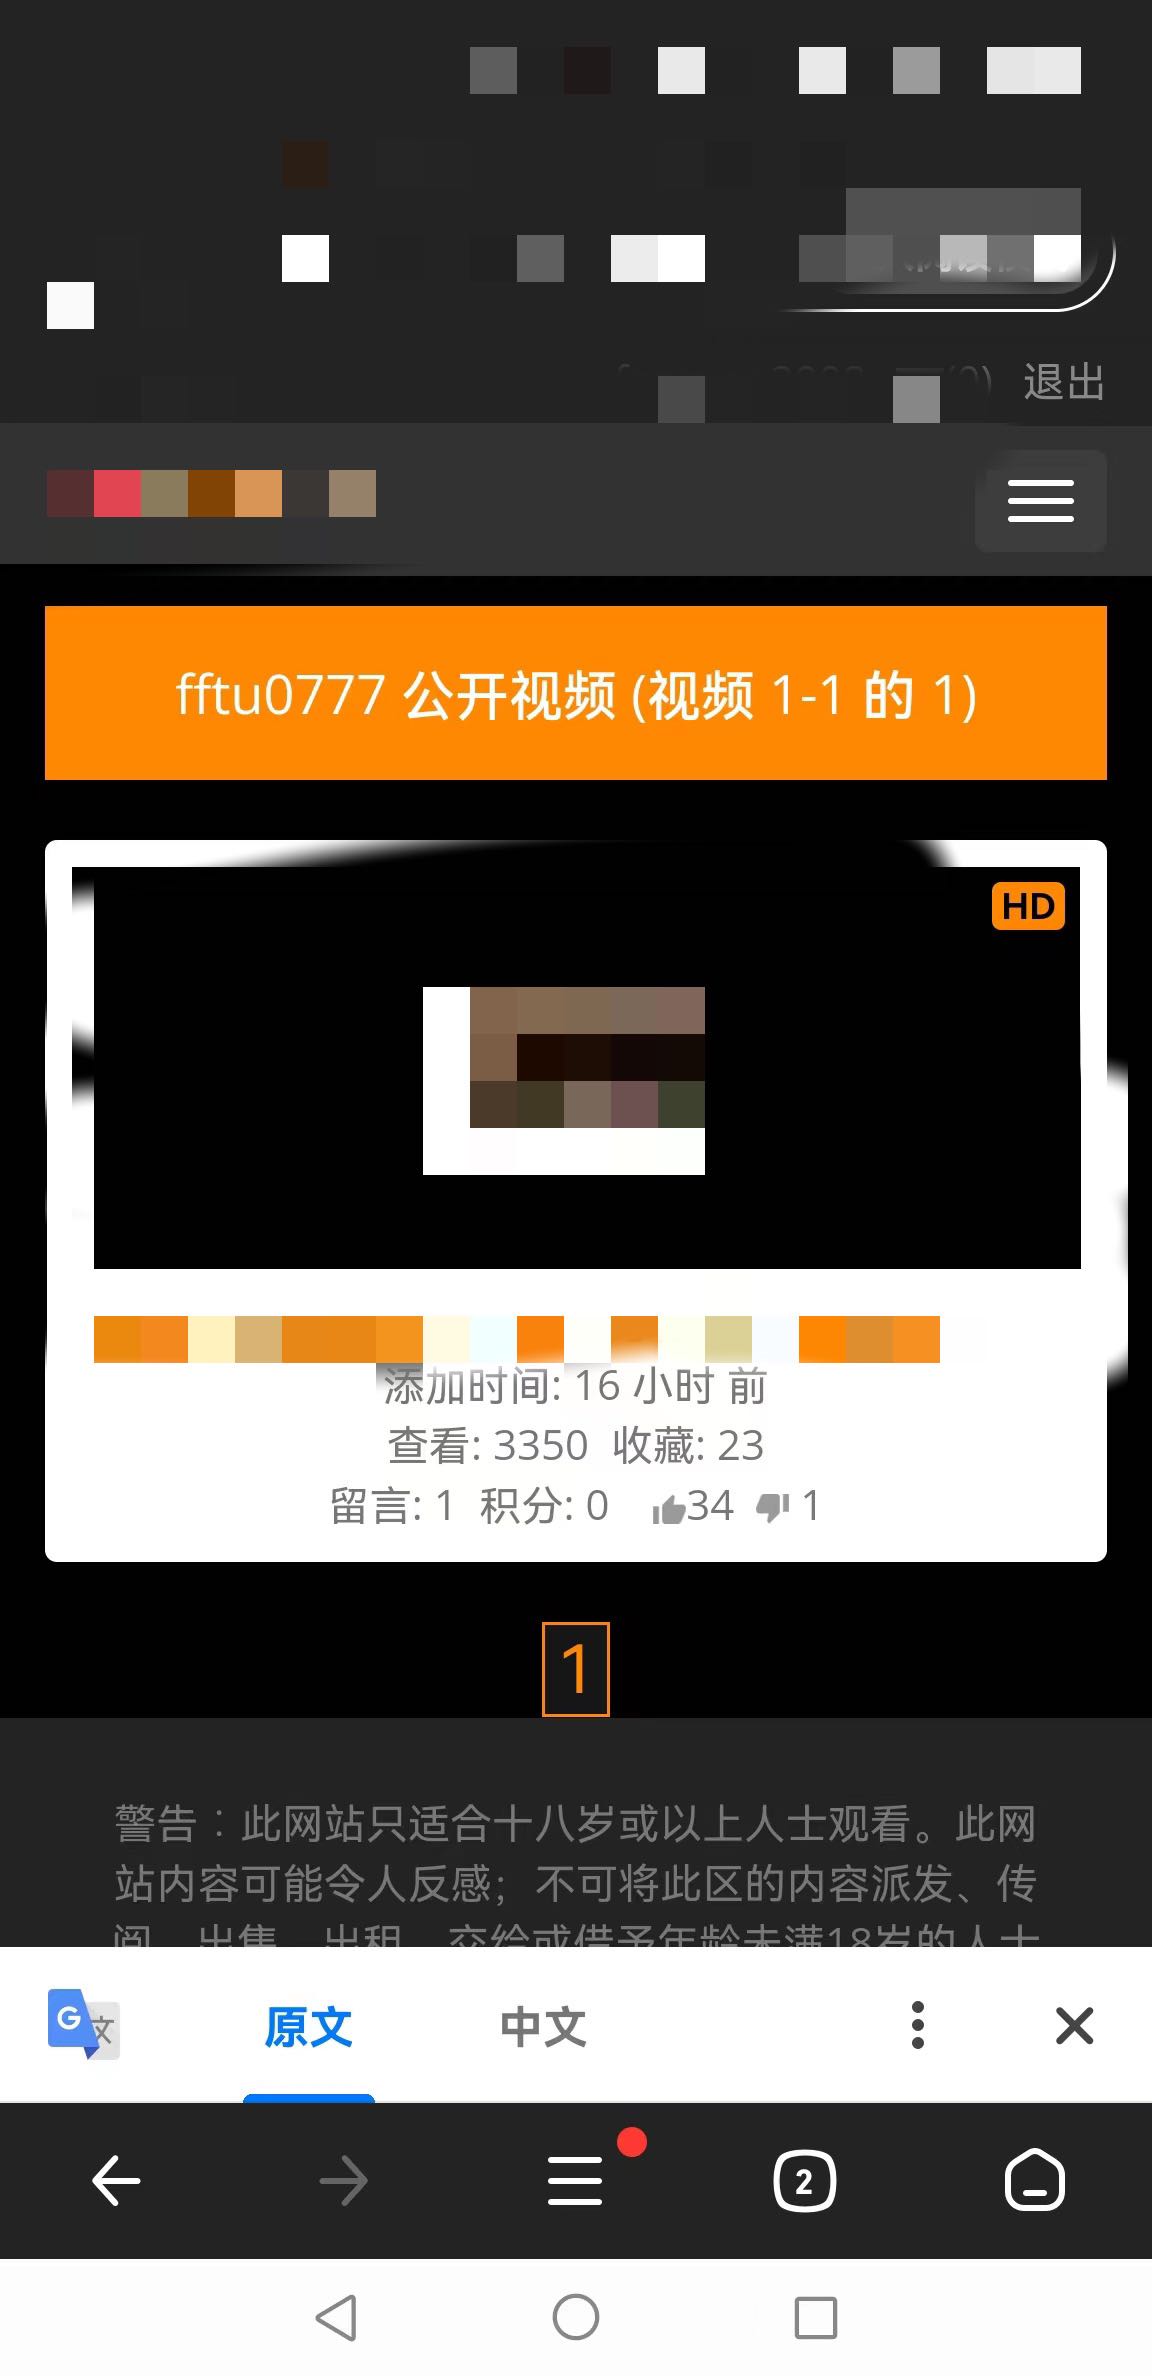 退出
fftu0777 公开视频 (视频 1-1 的 1)
HD
添加时间: 16 小时 前
查看: 3350 收藏: 23
留言: 1 积分: 0 34 1
1
警告：此网站只适合十八岁或以上人士观看。此网
站内容可能令人反感；不可将此区的内容派发、传
阅、出售、出租、交给或借予年龄未满18岁的人士
G 文
原文 中文
2